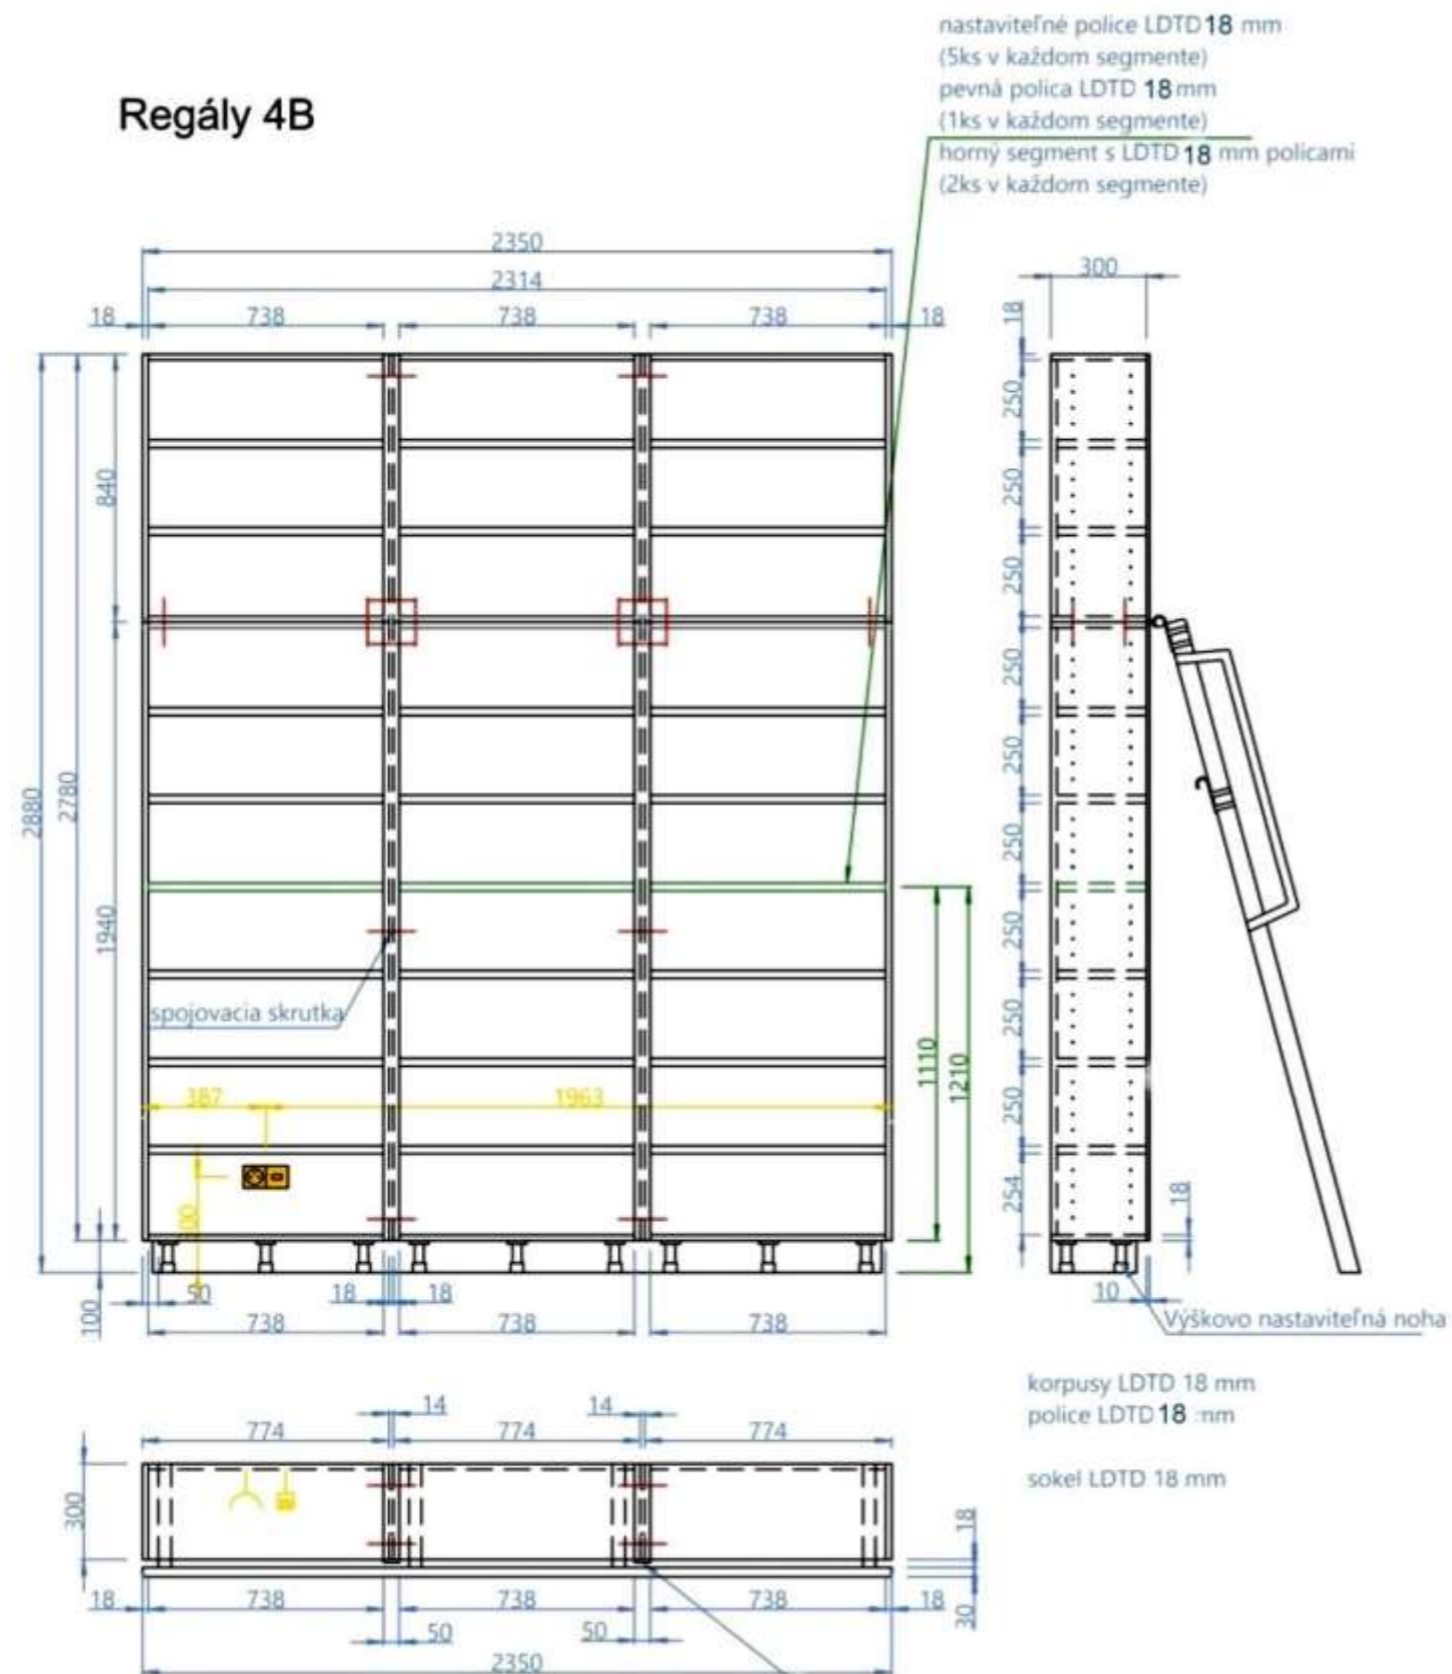 nastaviteľné police LDTD 18 mm
(5ks v každom segmente)
pevná polica LDTD 18 mm
(1ks v každom segmente)
horný segment s LDTD 18 mm policami
(2ks v každom segmente)
Regály 4B
2350
2314
18 738 738 738 18
300
18
250
250
250
250
250
250
250
250
250
254
18
10
840
1940
2780
2880
100
spojovacia skrutka
387 1963
300
1110
1210
50 18 18
738 738 738
Výškovo nastaviteľná noha
korpusy LDTD 18 mm
police LDTD 18 mm
sokel LDTD 18 mm
14 14
774 774 774
300
18
30
18 738 738 738 18
50 50
2350